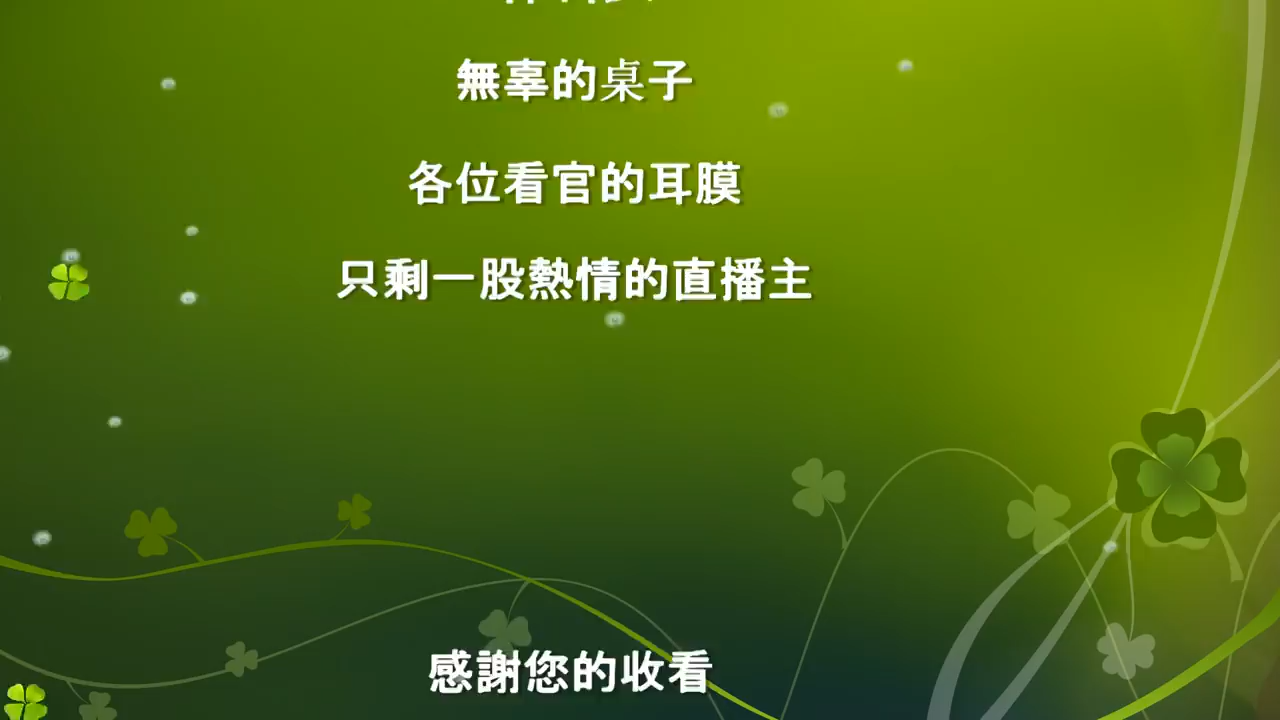 無辜的桌子
各位看官的耳膜
只剩一股熱情的直播主
感謝您的收看